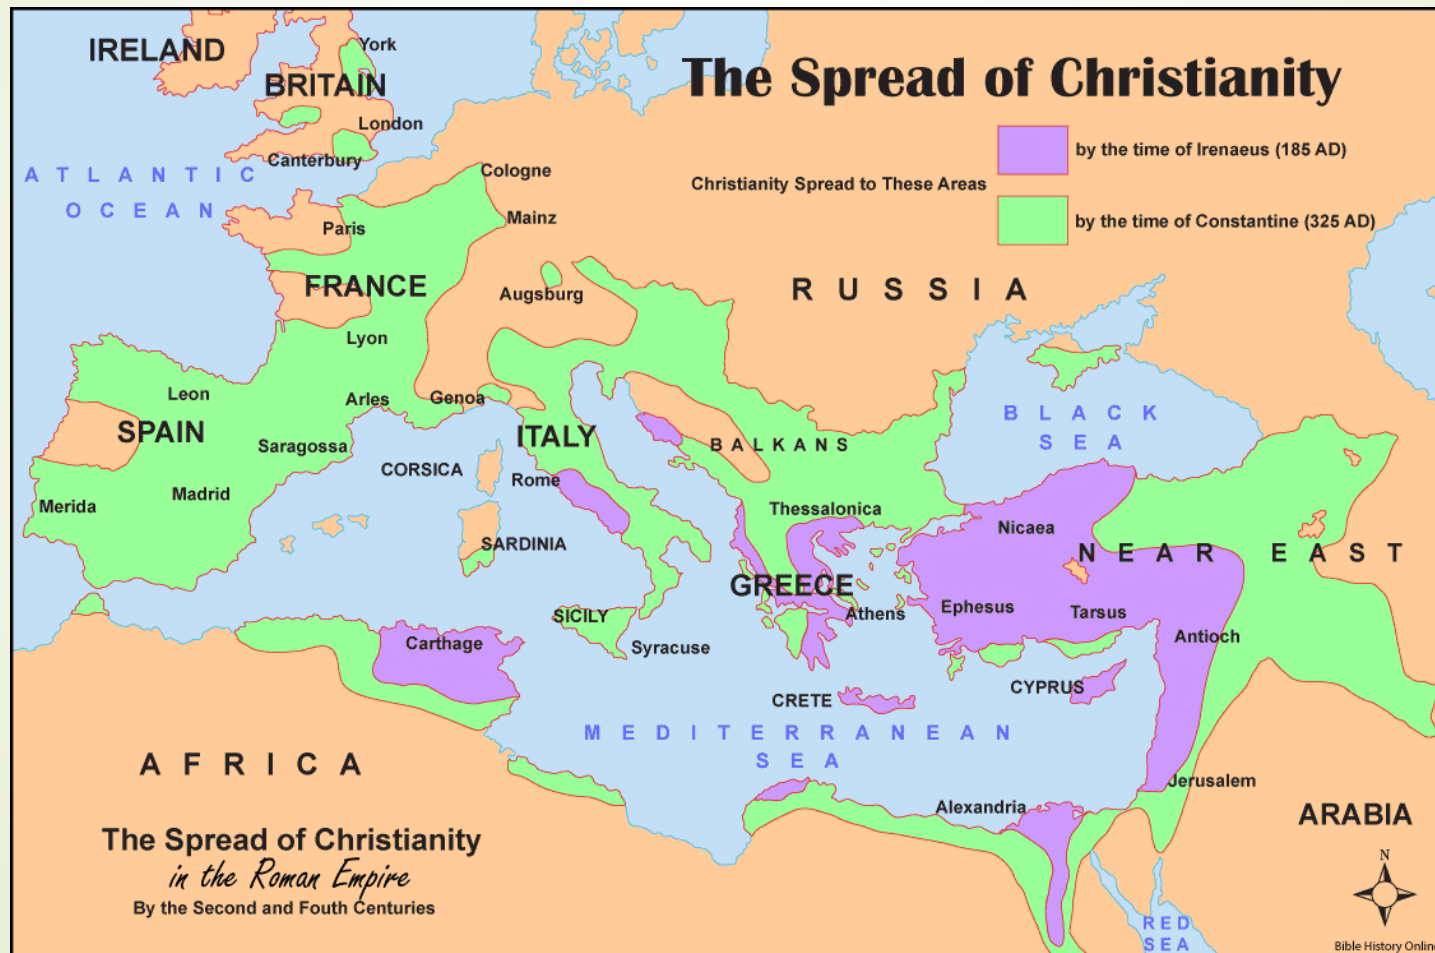 The Spread of Christianity
Christianity Spread to These Areas
by the time of Irenaeus (185 AD)
by the time of Constantine (325 AD)
IRELAND
York
BRITAIN
London
Canterbury
ATLANTIC
OCEAN
Cologne
Mainz
Paris
FRANCE
Augsburg
RUSSIA
Lyon
Leon
Arles
Genoa
SPAIN
ITALY
BALKANS
BLACK
SEA
Saragossa
CORSICA
Rome
Merida
Madrid
Thessalonica
Nicaea
SARDINIA
NEAR EAST
GREECE
Ephesus
Tarsus
SICILY
Athens
Carthage
Syracuse
Antioch
CRETE
CYPRUS
MEDITERRANEAN
SEA
AFRICA
Jerusalem
Alexandria
ARABIA
The Spread of Christianity
in the Roman Empire
By the Second and Fouth Centuries
N
RED
SEA
Bible History Online